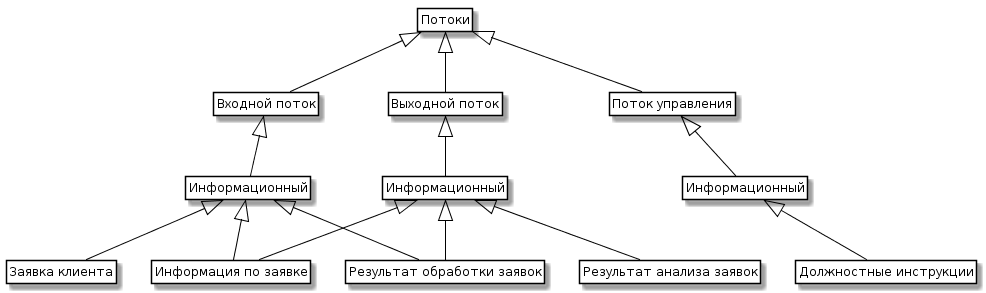 Потоки
Входной поток
Выходной поток
Поток управления
Информационный
Информационный
Информационный
Заявка клиента
Информация по заявке
Результат обработки заявок
Результат анализа заявок
Должностные инструкции